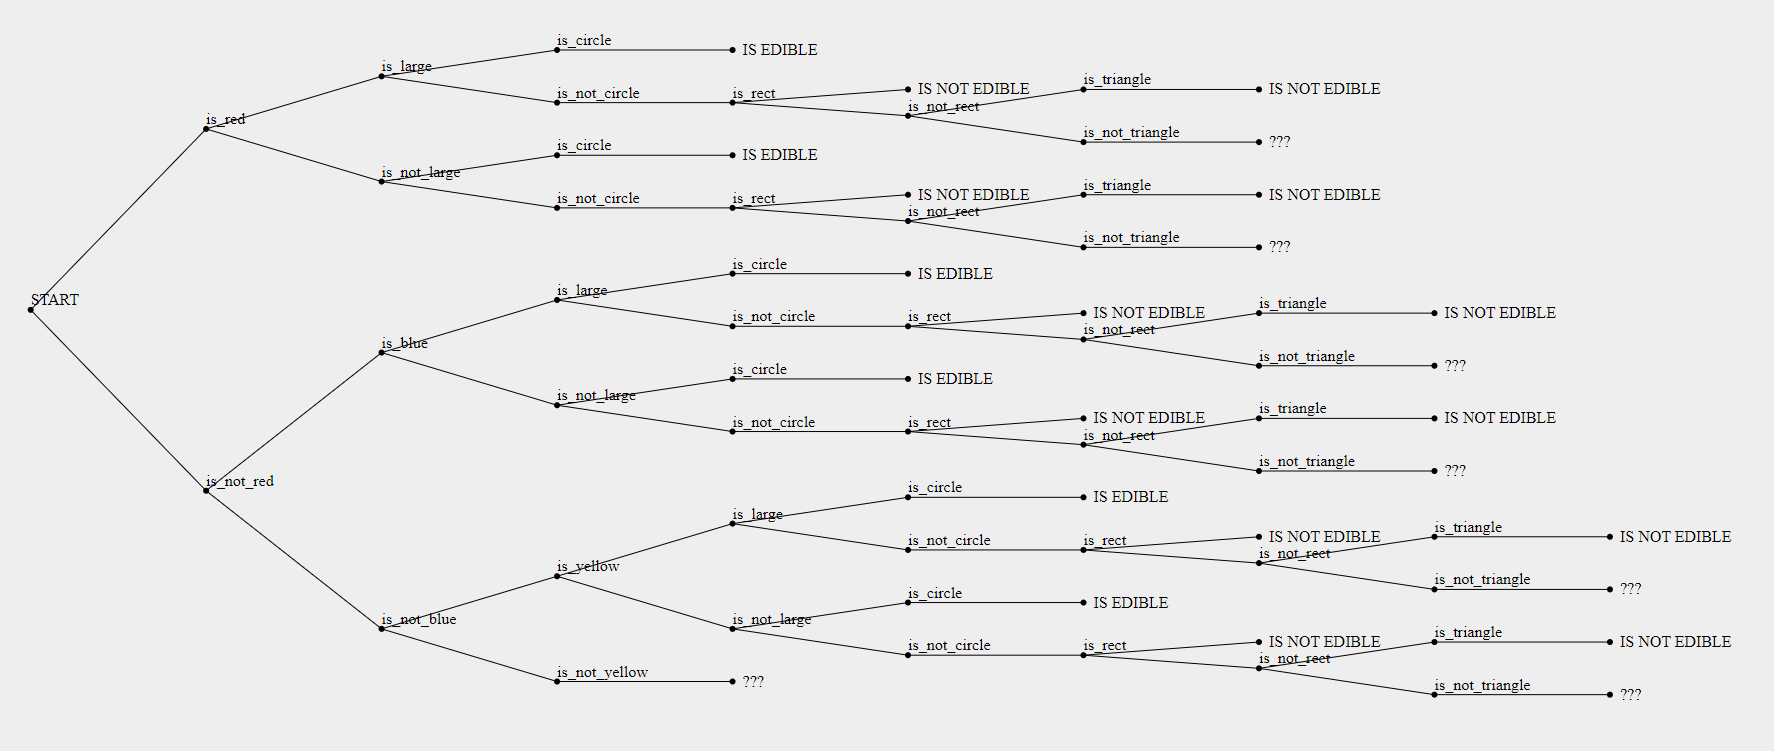 is_circle
IS EDIBLE
is_large
is_triangle
IS NOT EDIBLE
IS NOT EDIBLE
is_not_circle
is_rect
is_not_rect
is_red
is_not_triangle
???
is_circle
IS EDIBLE
is_not_large
is_triangle
IS NOT EDIBLE
IS NOT EDIBLE
is_not_circle
is_rect
is_not_rect
is_not_triangle
???
is_circle
IS EDIBLE
is_large
START
is_triangle
IS NOT EDIBLE
IS NOT EDIBLE
is_not_circle
is_rect
is_not_rect
is_blue
is_not_triangle
???
is_circle
IS EDIBLE
is_not_large
is_triangle
IS NOT EDIBLE
IS NOT EDIBLE
is_not_circle
is_rect
is_not_rect
is_not_triangle
???
is_not_red
is_circle
IS EDIBLE
is_large
is_triangle
IS NOT EDIBLE
IS NOT EDIBLE
is_not_circle
is_rect
is_not_rect
is_yellow
is_not_triangle
???
is_circle
IS EDIBLE
is_not_blue
is_not_large
is_triangle
IS NOT EDIBLE
IS NOT EDIBLE
is_not_circle
is_rect
is_not_rect
is_not_yellow
???
is_not_triangle
???